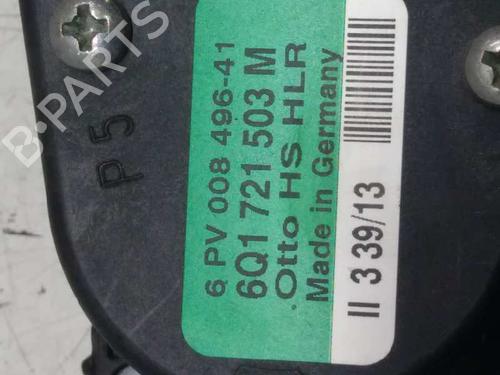 6 PV 008 496-41
6Q1 721 503 M
.Otto HS HLR
Made in Germany
II 3 39/13
P5
B-PARTS